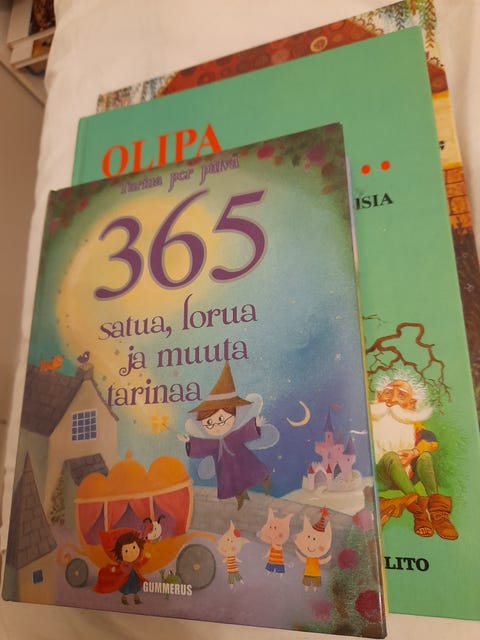 OLIPA
..
ISIA
LITO
Tarina per päivä
365
satua, lorua
ja muuta
tarinaa
GUMMERUS